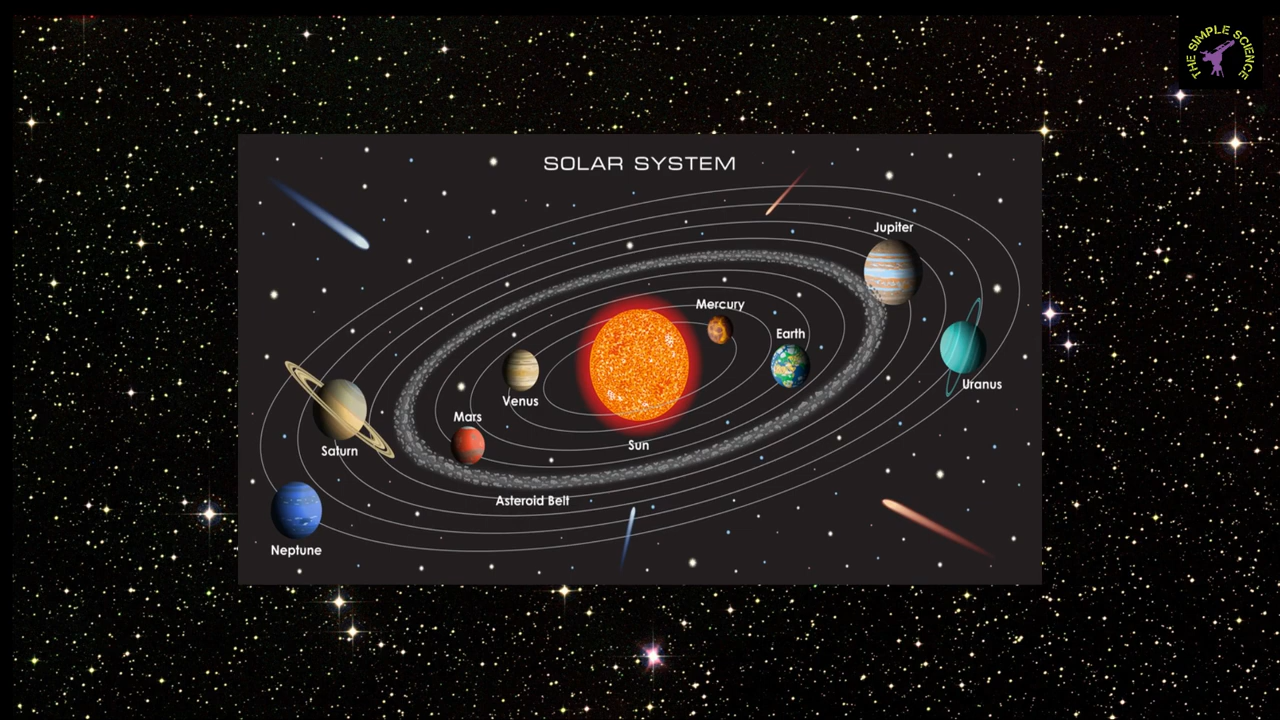 THE SIMPLE SCIENCE
SOLAR SYSTEM
Jupiter
Mercury
Earth
Uranus
Venus
Mars
Sun
Saturn
Asteroid Belt
Neptune